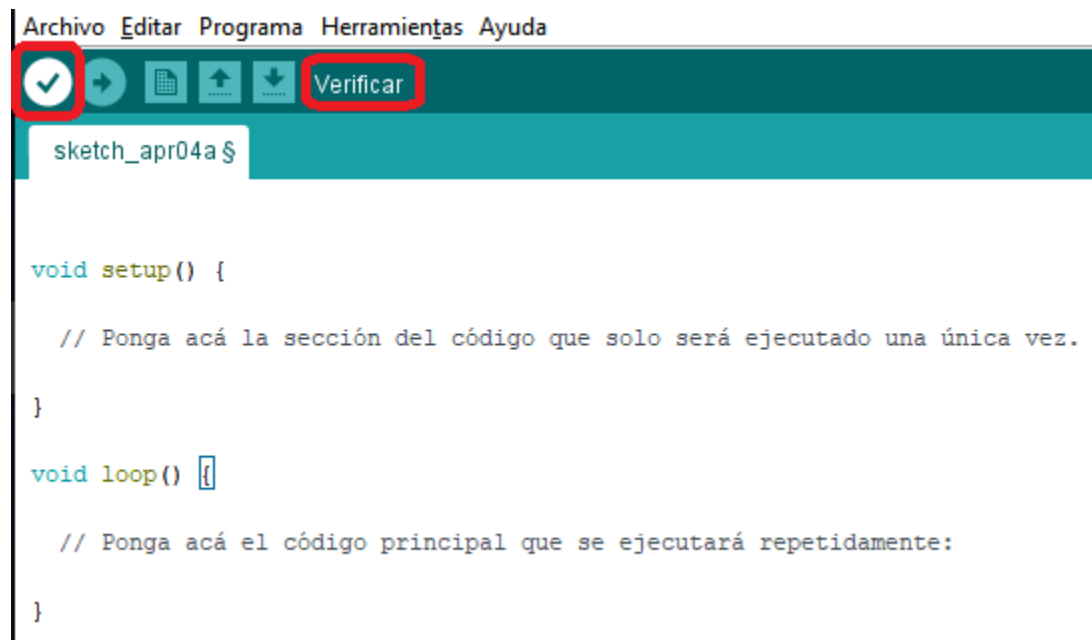 Archivo Editar Programa Herramientas Ayuda
Verificar
sketch_apr04a §
void setup() {
// Ponga acá la sección del código que solo será ejecutado una única vez.
}
void loop() {
// Ponga acá el código principal que se ejecutará repetidamente:
}